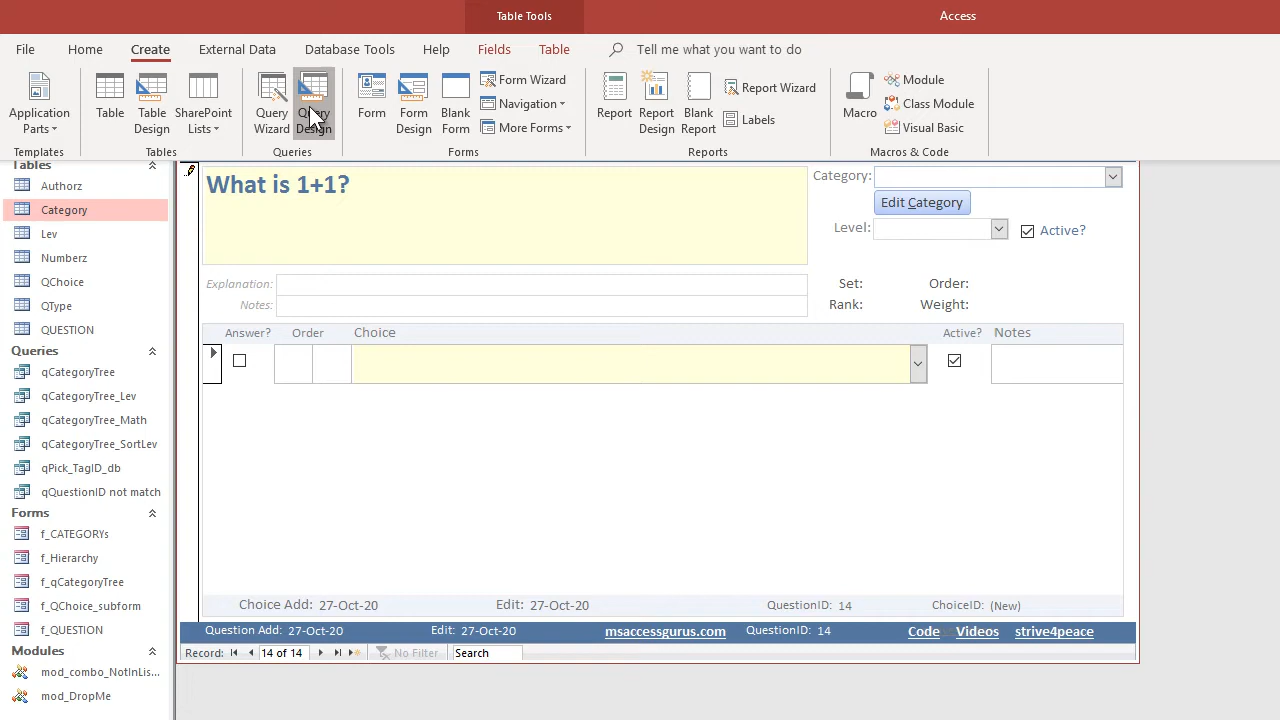 Table Tools
Access
File Home Create External Data Database Tools Help Fields Table Tell me what you want to do
Application Parts
Templates
Table
Table Design
SharePoint Lists
Tables
Query Wizard
Query Design
Queries
Form
Form Design
Blank Form
Form Wizard
Navigation
More Forms
Forms
Report
Report Design
Blank Report
Report Wizard
Labels
Reports
Macro
Module
Class Module
Visual Basic
Macros & Code
Tables
Authorz
Category
Lev
Numberz
QChoice
QType
QUESTION
Queries
qCategoryTree
qCategoryTree_Lev
qCategoryTree_Math
qCategoryTree_SortLev
qPick_TagID_db
qQuestionID not match
Forms
f_CATEGORYs
f_Hierarchy
f_qCategoryTree
f_QChoice_subform
f_QUESTION
Modules
mod_combo_NotInLis...
mod_DropMe
What is 1+1?
Category:
Edit Category
Level:
Active?
Explanation:
Notes:
Set: Order:
Rank: Weight:
Answer? Order Choice Active? Notes
Choice Add: 27-Oct-20 Edit: 27-Oct-20 QuestionID: 14 ChoiceID: (New)
Question Add: 27-Oct-20 Edit: 27-Oct-20 msaccessgurus.com QuestionID: 14 Code Videos strive4peace
Record: 14 of 14 No Filter Search